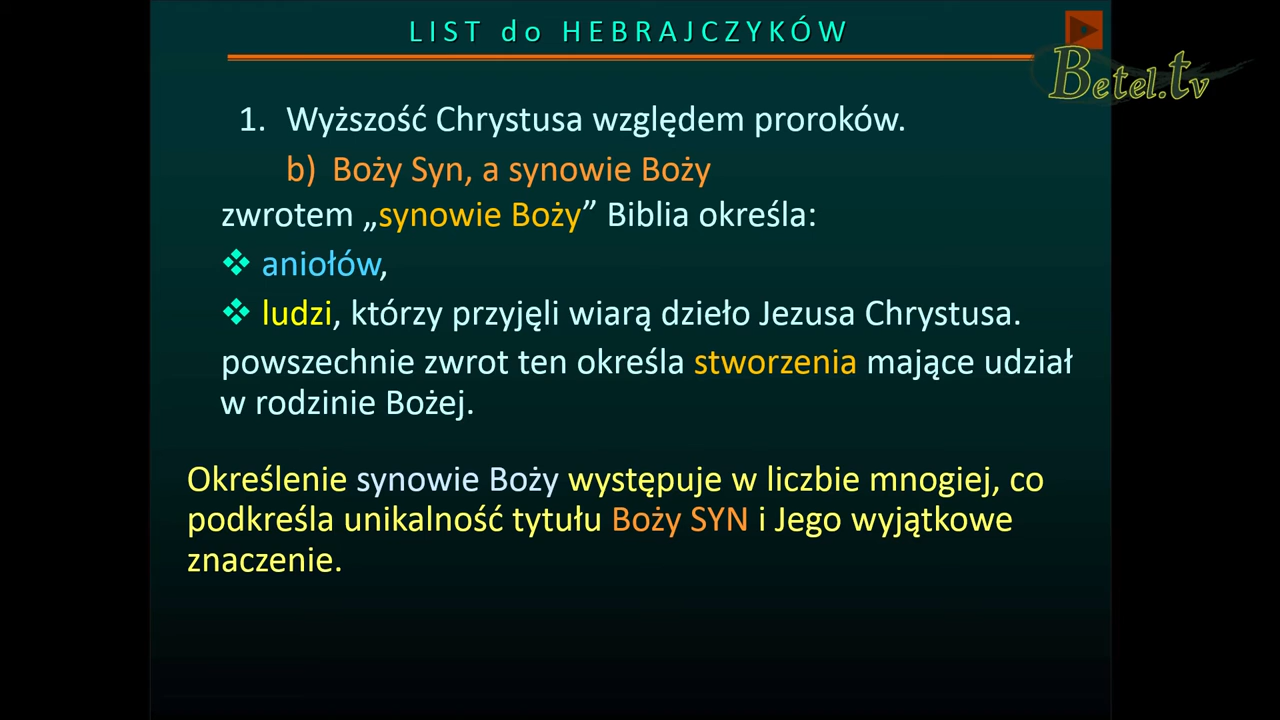 LIST do HEBRAJCZYKÓW
Betel.tv
1. Wyższość Chrystusa względem proroków.
b) Boży Syn, a synowie Boży
zwrotem „synowie Boży” Biblia określa:
❖ aniołów,
❖ ludzi, którzy przyjęli wiarą dzieło Jezusa Chrystusa.
powszechnie zwrot ten określa stworzenia mające udział
w rodzinie Bożej.
Określenie synowie Boży występuje w liczbie mnogiej, co
podkreśla unikalność tytułu Boży SYN i Jego wyjątkowe
znaczenie.